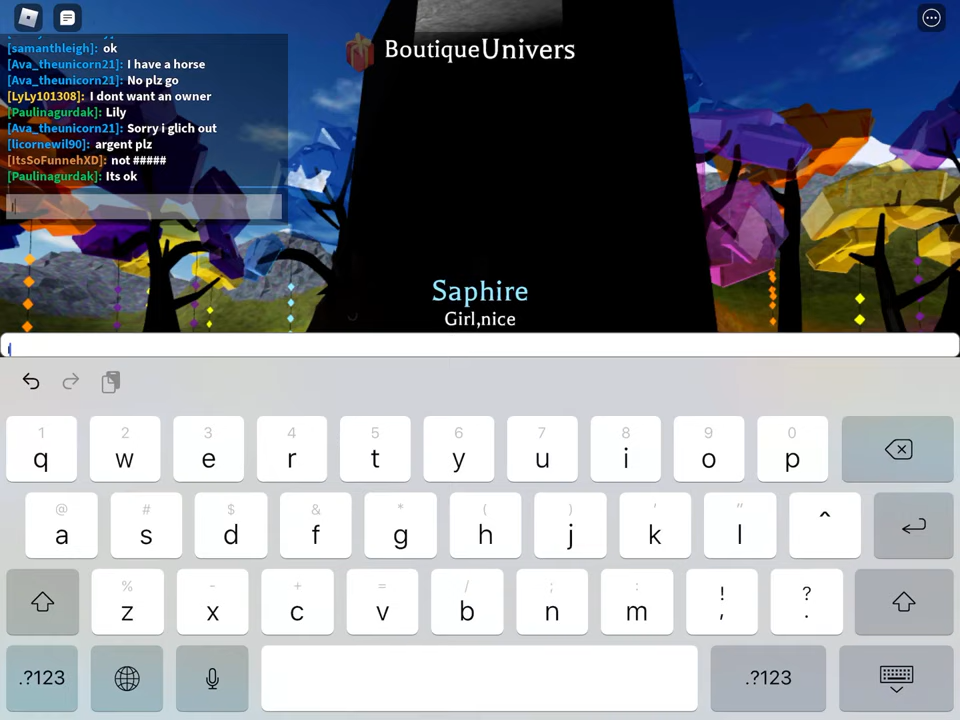 [samanthleigh]: ok
[Ava_theunicorn21]: I have a horse
[Ava_theunicorn21]: No plz go
[LyLy101308]: I dont want an owner
[Paulinagurdak]: Lily
[Ava_theunicorn21]: Sorry i glich out
[licornewil90]: argent plz
[ItsSoFunnehXD]: not #####
[Paulinagurdak]: Its ok
BoutiqueUnivers
Saphire
Girl,nice
1 2 3 4 5 6 7 8 9 0
q w e r t y u i o p
@ # $ & * ( ) ' "
a s d f g h j k l ^
% - + = / ; : ! ?
z x c v b n m , .
.?123 .?123